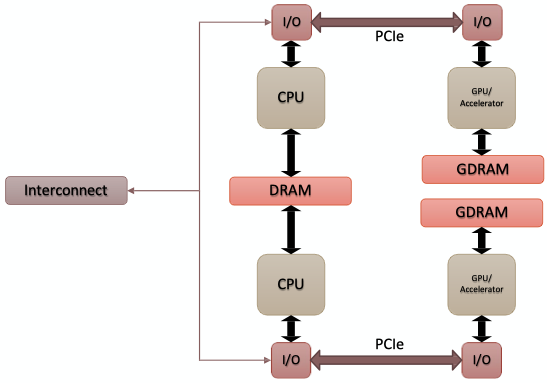 I/O
PCIe
I/O
CPU
GPU/
Accelerator
GDRAM
Interconnect
DRAM
GDRAM
CPU
GPU/
Accelerator
I/O
PCIe
I/O